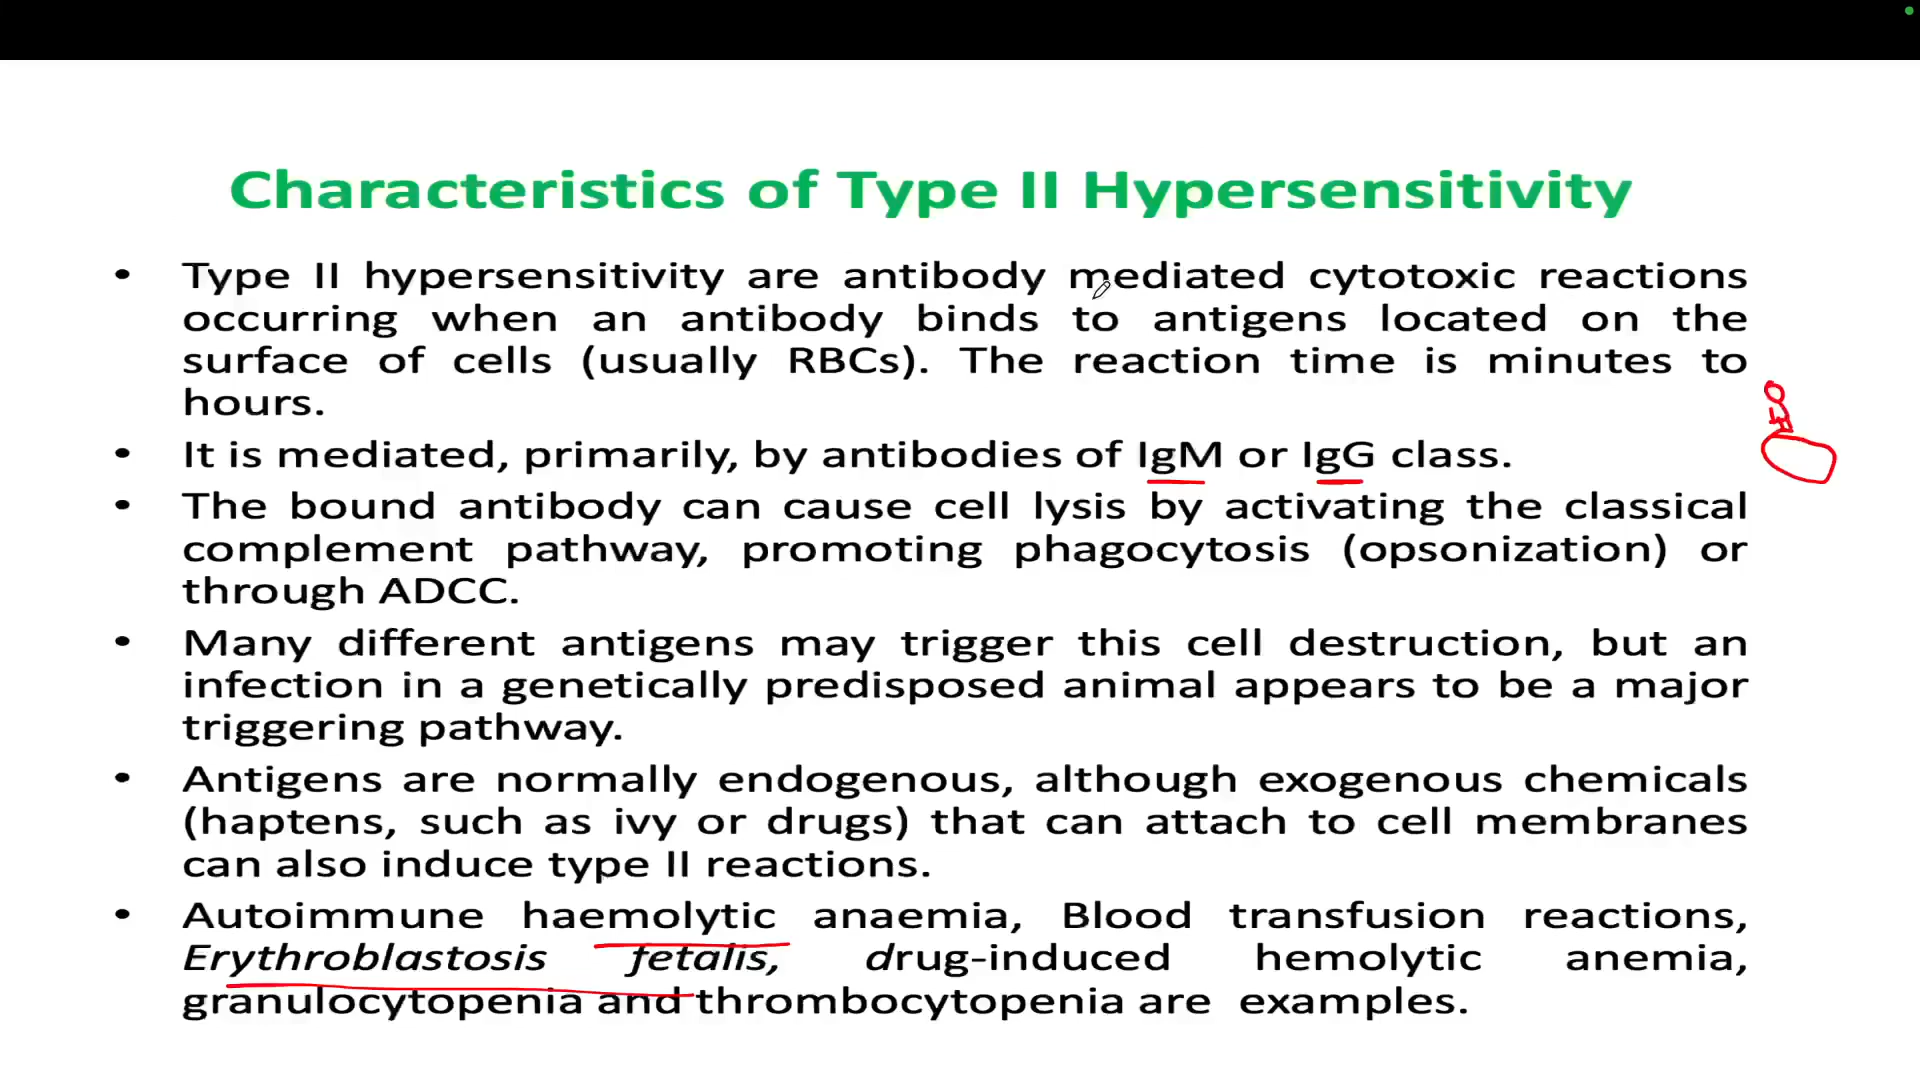 Characteristics of Type II Hypersensitivity
• Type II hypersensitivity are antibody mediated cytotoxic reactions
occurring when an antibody binds to antigens located on the
surface of cells (usually RBCs). The reaction time is minutes to
hours.
• It is mediated, primarily, by antibodies of IgM or IgG class.
• The bound antibody can cause cell lysis by activating the classical
complement pathway, promoting phagocytosis (opsonization) or
through ADCC.
• Many different antigens may trigger this cell destruction, but an
infection in a genetically predisposed animal appears to be a major
triggering pathway.
• Antigens are normally endogenous, although exogenous chemicals
(haptens, such as ivy or drugs) that can attach to cell membranes
can also induce type II reactions.
• Autoimmune haemolytic anaemia, Blood transfusion reactions,
Erythroblastosis fetalis, drug-induced hemolytic anemia,
granulocytopenia and thrombocytopenia are examples.